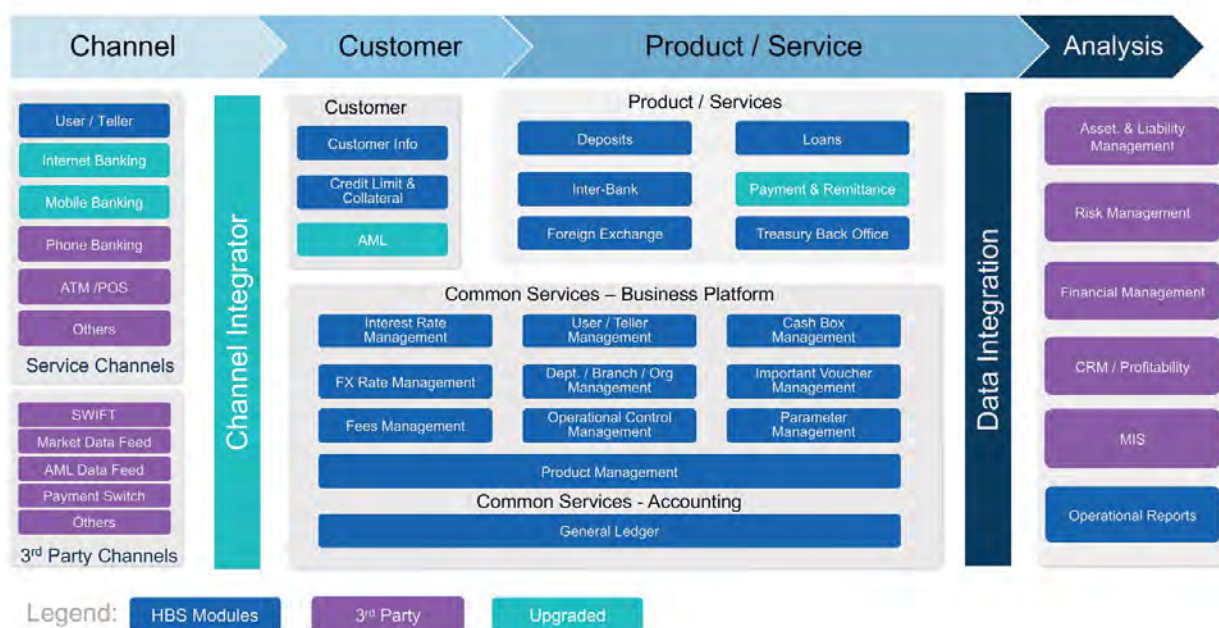 Channel
Customer
Product / Service
Analysis
User / Teller
Internet Banking
Mobile Banking
Phone Banking
ATM /POS
Others
Service Channels
SWIFT
Market Data Feed
AML Data Feed
Payment Switch
Others
3rd Party Channels
Channel Integrator
Customer
Customer Info
Credit Limit &
Collateral
AML
Product / Services
Deposits
Loans
Inter-Bank
Payment & Remittance
Foreign Exchange
Treasury Back Office
Common Services – Business Platform
Interest Rate
Management
User / Teller
Management
Cash Box
Management
FX Rate Management
Dept. / Branch / Org
Management
Important Voucher
Management
Fees Management
Operational Control
Management
Parameter
Management
Product Management
Common Services - Accounting
General Ledger
Data Integration
Asset. & Liability
Management
Risk Management
Financial Management
CRM / Profitability
MIS
Operational Reports
Legend:
HBS Modules
3rd Party
Upgraded